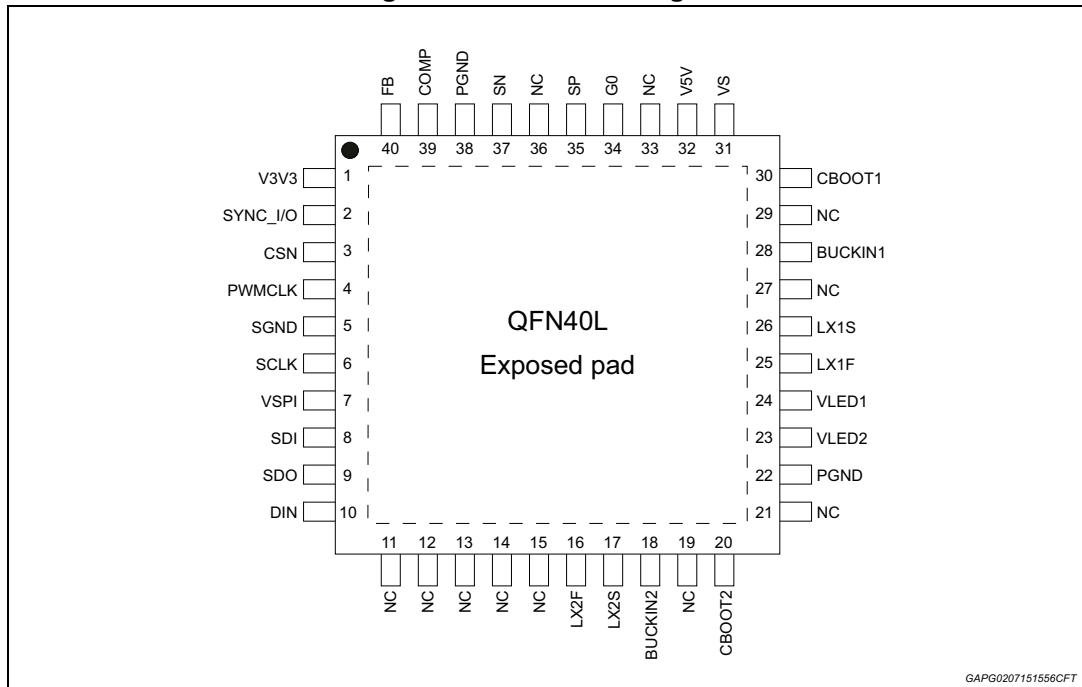 FB
COMP
PGND
SN
NC
SP
G0
NC
V5V
VS
40 39 38 37 36 35 34 33 32 31
V3V3 1
SYNC_I/O 2
CSN 3
PWMCLK 4
SGND 5
SCLK 6
VSPI 7
SDI 8
SDO 9
DIN 10
QFN40L
Exposed pad
30 CBOOT1
29 NC
28 BUCKIN1
27 NC
26 LX1S
25 LX1F
24 VLED1
23 VLED2
22 PGND
21 NC
11 12 13 14 15 16 17 18 19 20
NC
NC
NC
NC
NC
LX2F
LX2S
BUCKIN2
NC
CBOOT2
GAPG0207151556CFT